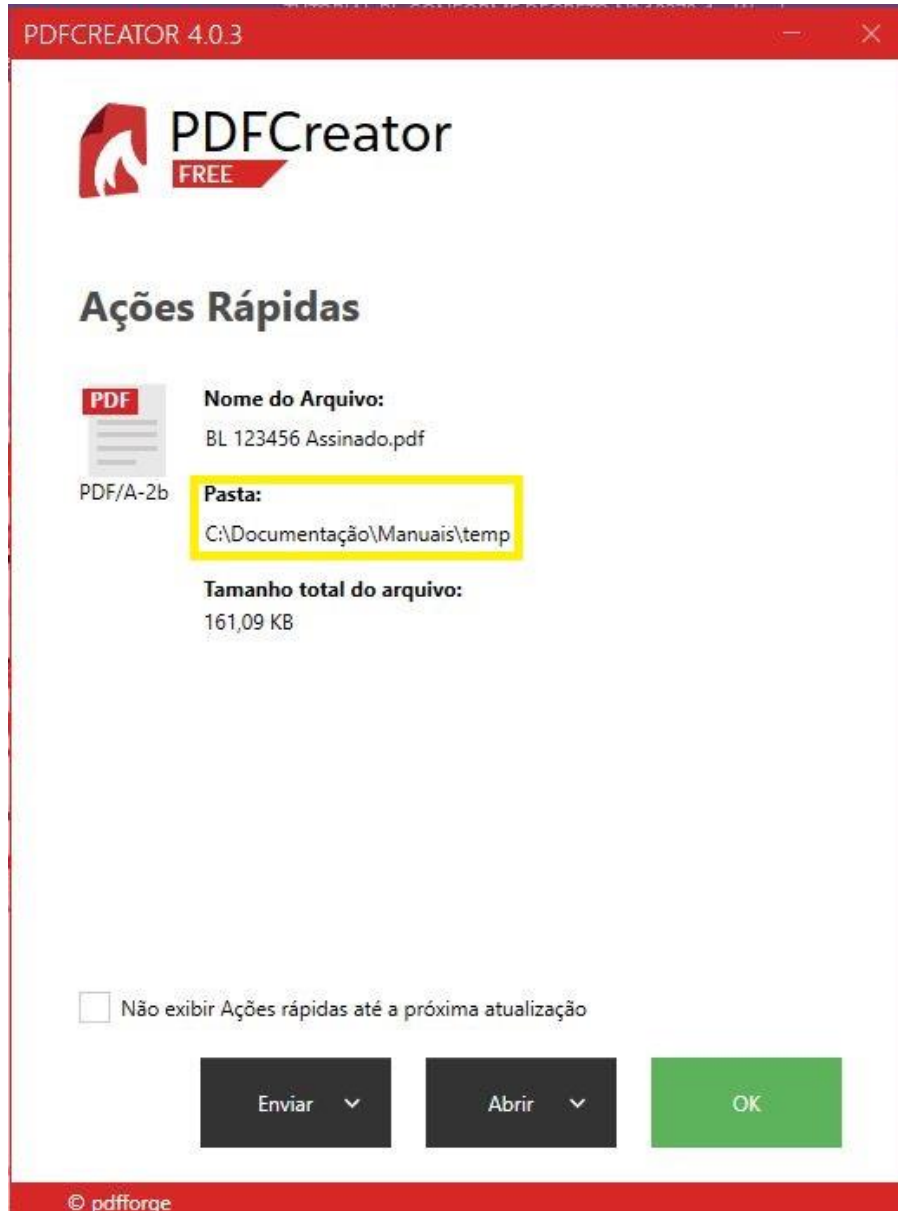 PDFCREATOR 4.0.3
PDFCreator
FREE
Ações Rápidas
PDF
PDF/A-2b
Nome do Arquivo:
BL 123456 Assinado.pdf
Pasta:
C:\Documentação\Manuais\temp
Tamanho total do arquivo:
161,09 KB
Não exibir Ações rápidas até a próxima atualização
Enviar
Abrir
OK
© pdfforge